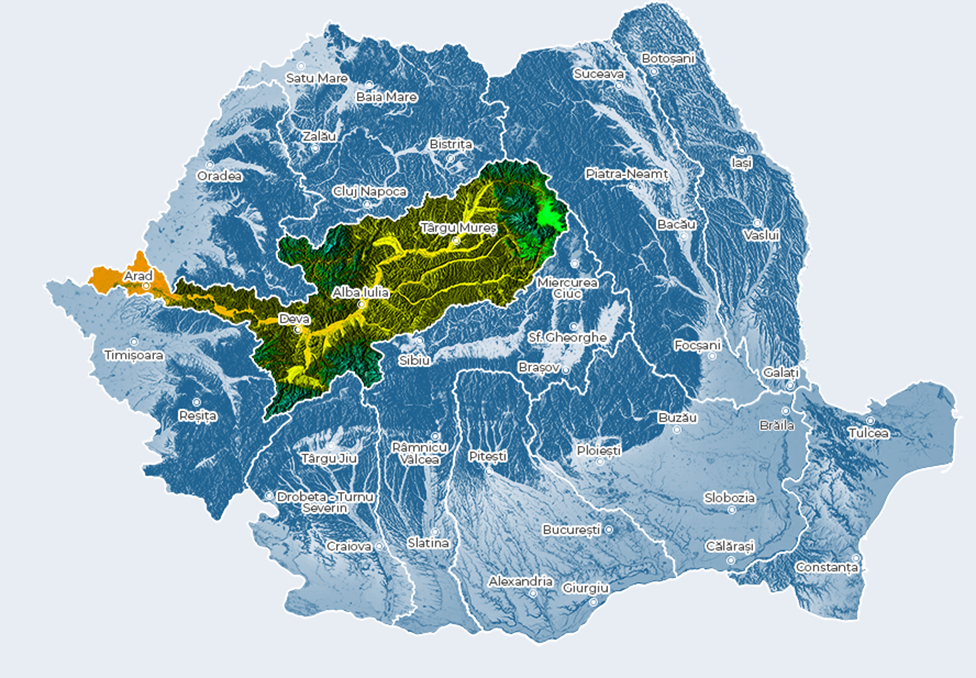 Botoșani
Suceava
Satu Mare
Baia Mare
Zalău
Bistrița
Iași
Oradea
Piatra-Neamț
Cluj Napoca
Târgu Mureș
Bacău
Vaslui
Arad
Miercurea
Ciuc
Alba Iulia
Deva
Sf. Gheorghe
Focșani
Timișoara
Sibiu
Brașov
Galați
Reșița
Buzău
Brăila
Tulcea
Râmnicu
Vâlcea
Târgu Jiu
Pitești
Ploiești
Drobeta - Turnu
Severin
Slobozia
București
Craiova
Slatina
Călărași
Constanța
Alexandria
Giurgiu